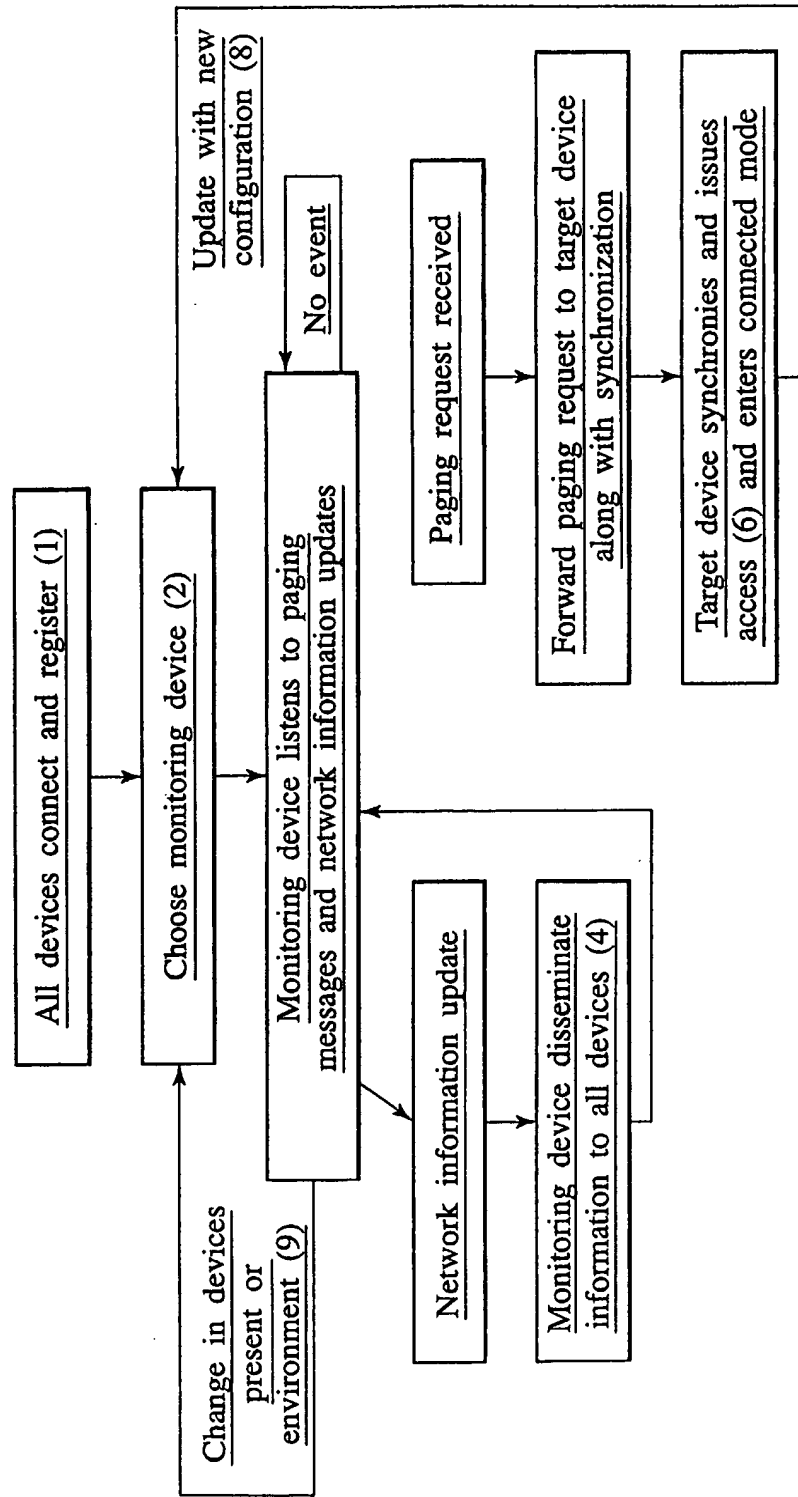 All devices connect and register (1)
Choose monitoring device (2)
Update with new
configuration (8)
Change in devices
present or
environment (9)
Monitoring device listens to paging
messages and network information updates
No event
Network information update
Monitoring device disseminate
information to all devices (4)
Paging request received
Forward paging request to target device
along with synchronization
Target device synchronies and issues
access (6) and enters connected mode